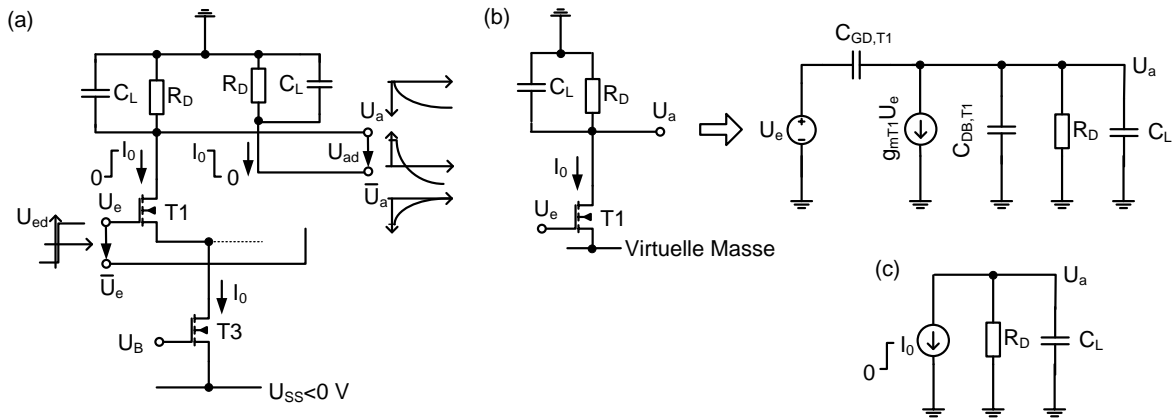 (a)
C_L
R_D
R_D
C_L
U_a
0
I_0
I_0
0
U_ad
U̅_a
U_ed
U_e
T1
U̅_e
I_0
U_B
T3
U_SS<0 V
(b)
C_L
R_D
U_a
I_0
U_e
T1
Virtuelle Masse
C_GD,T1
U_a
U_e
g_mT1U_e
C_DB,T1
R_D
C_L
(c)
U_a
0
I_0
R_D
C_L